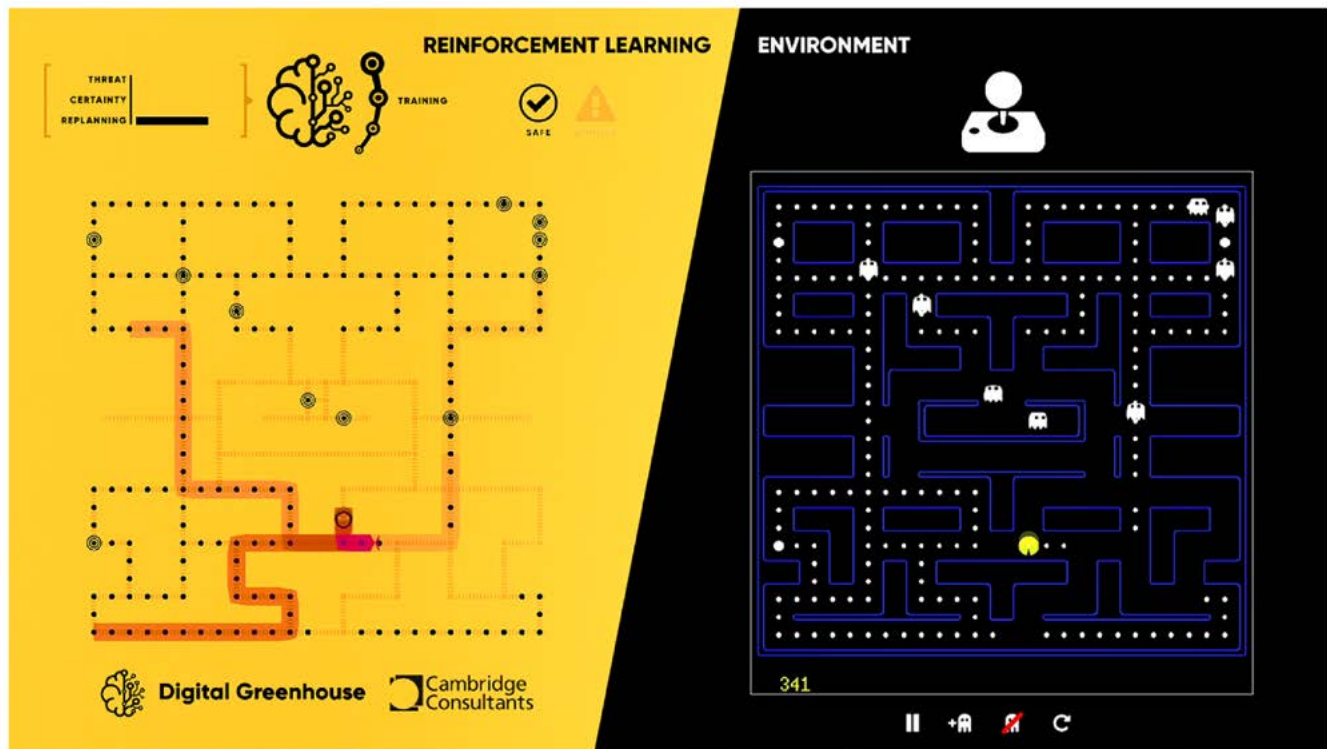 REINFORCEMENT LEARNING
ENVIRONMENT
THREAT
CERTAINTY
REPLANNING
TRAINING
SAFE
Digital Greenhouse
Cambridge
Consultants
341